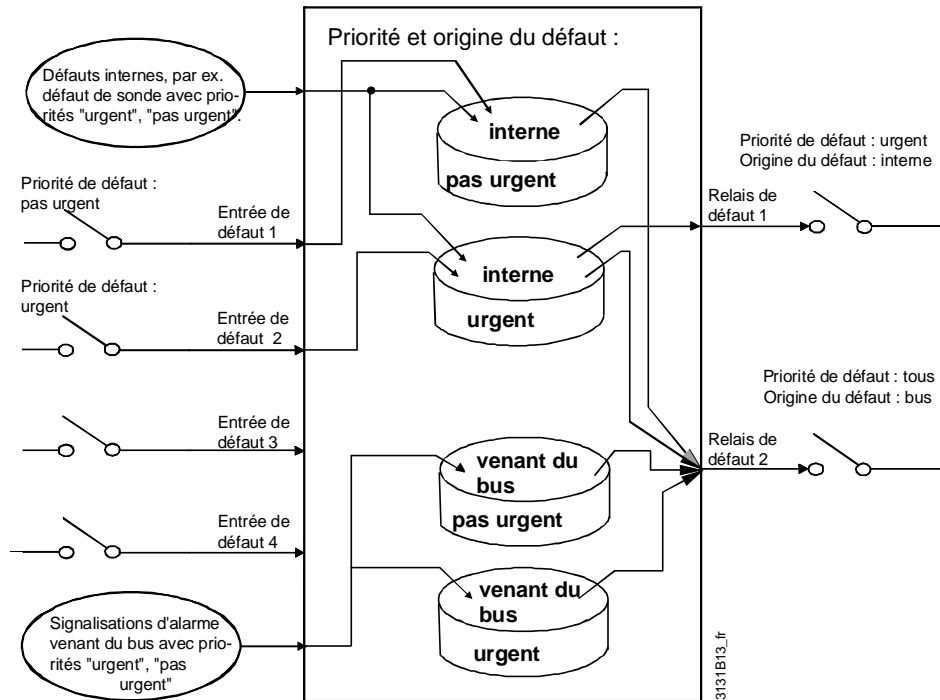 Priorité et origine du défaut :
Défauts internes, par ex.
défaut de sonde avec prio-
rités "urgent", "pas urgent".
interne
pas urgent
Priorité de défaut : urgent
Origine du défaut : interne
Priorité de défaut :
pas urgent
Entrée de
défaut 1
Relais de
défaut 1
interne
urgent
Priorité de défaut :
urgent
Entrée de
défaut 2
Priorité de défaut : tous
Origine du défaut : bus
Entrée de
défaut 3
Relais de
défaut 2
venant du
bus
pas urgent
Entrée de
défaut 4
venant du
bus
urgent
Signalisations d'alarme
venant du bus avec prio-
rités "urgent", "pas
urgent"
3131B13_fr